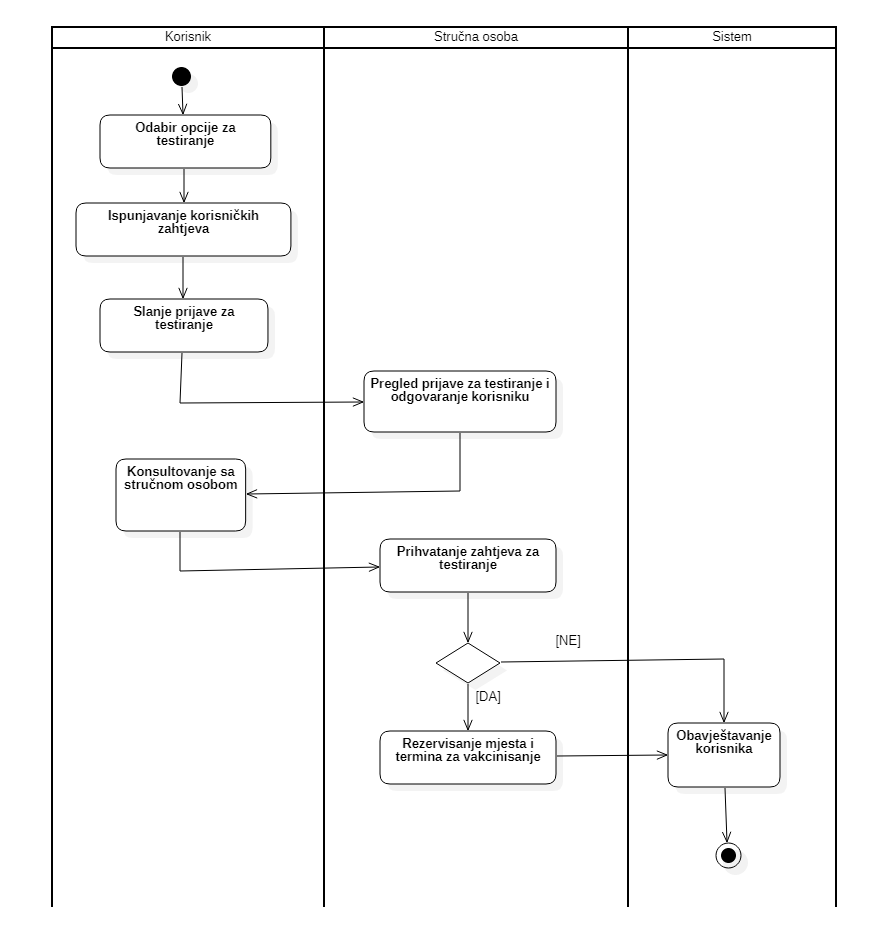 Korisnik
Stručna osoba
Sistem
Odabir opcije za
testiranje
Ispunjavanje korisničkih
zahtjeva
Slanje prijave za
testiranje
Pregled prijave za testiranje i
odgovaranje korisniku
Konsultovanje sa
stručnom osobom
Prihvatanje zahtjeva za
testiranje
[NE]
[DA]
Rezervisanje mjesta i
termina za vakcinisanje
Obavještavanje
korisnika